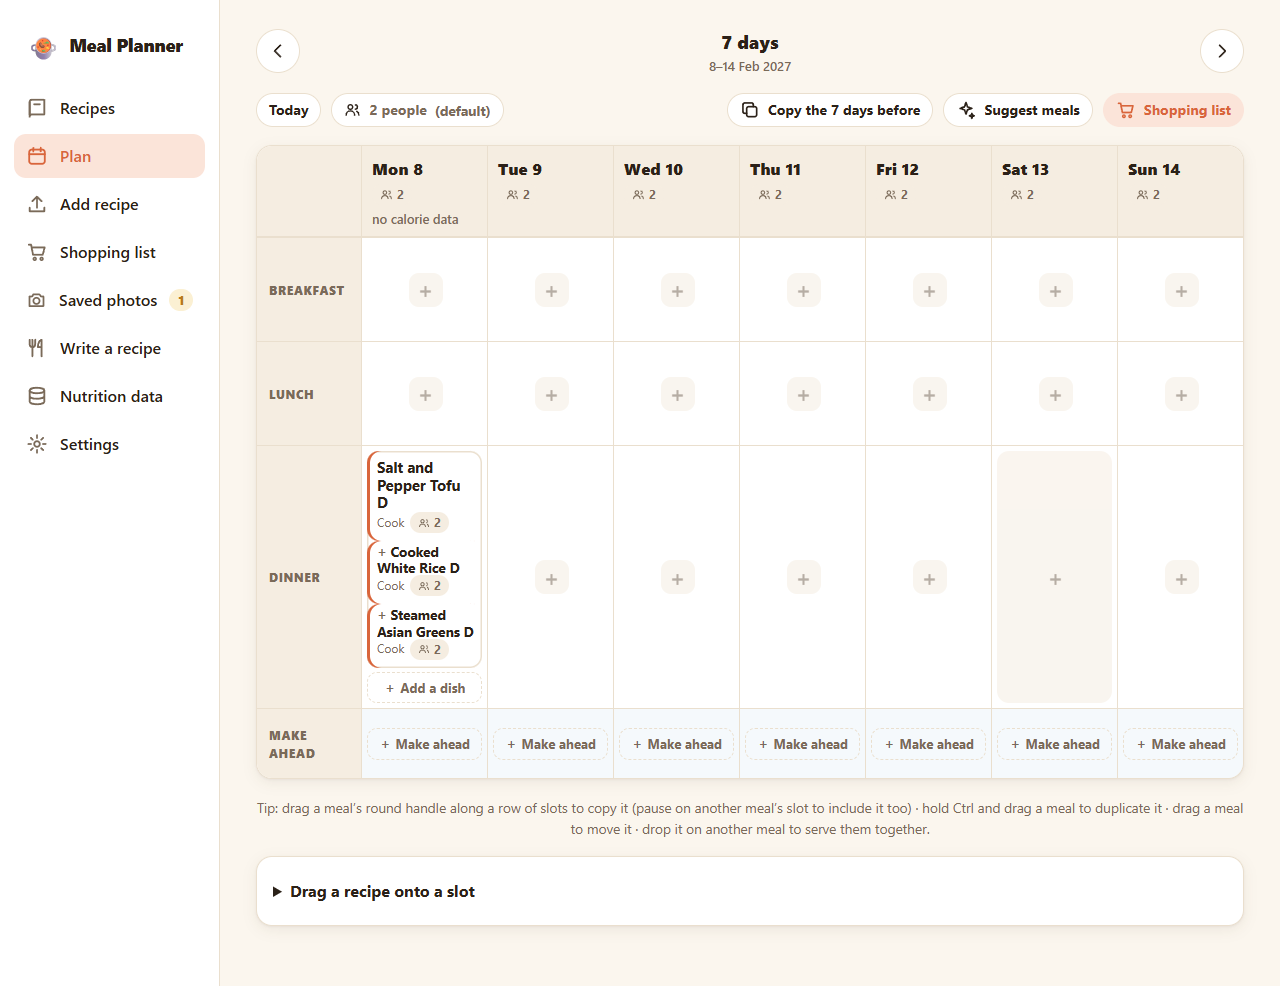 Meal Planner
Recipes
Plan
Add recipe
Shopping list
Saved photos 1
Write a recipe
Nutrition data
Settings
7 days
8–14 Feb 2027
Today
2 people (default)
Copy the 7 days before
Suggest meals
Shopping list
Mon 8
2
no calorie data
Tue 9
2
Wed 10
2
Thu 11
2
Fri 12
2
Sat 13
2
Sun 14
2
BREAKFAST
+ + + + + + +
LUNCH
+ + + + + + +
DINNER
Salt and
Pepper Tofu
D
Cook 2
+ Cooked
White Rice D
Cook 2
+ Steamed
Asian Greens D
Cook 2
+ Add a dish
+ + + + + +
MAKE
AHEAD
+ Make ahead
+ Make ahead
+ Make ahead
+ Make ahead
+ Make ahead
+ Make ahead
+ Make ahead
Tip: drag a meal's round handle along a row of slots to copy it (pause on another meal's slot to include it too) · hold Ctrl and drag a meal to duplicate it · drag a meal
to move it · drop it on another meal to serve them together.
Drag a recipe onto a slot